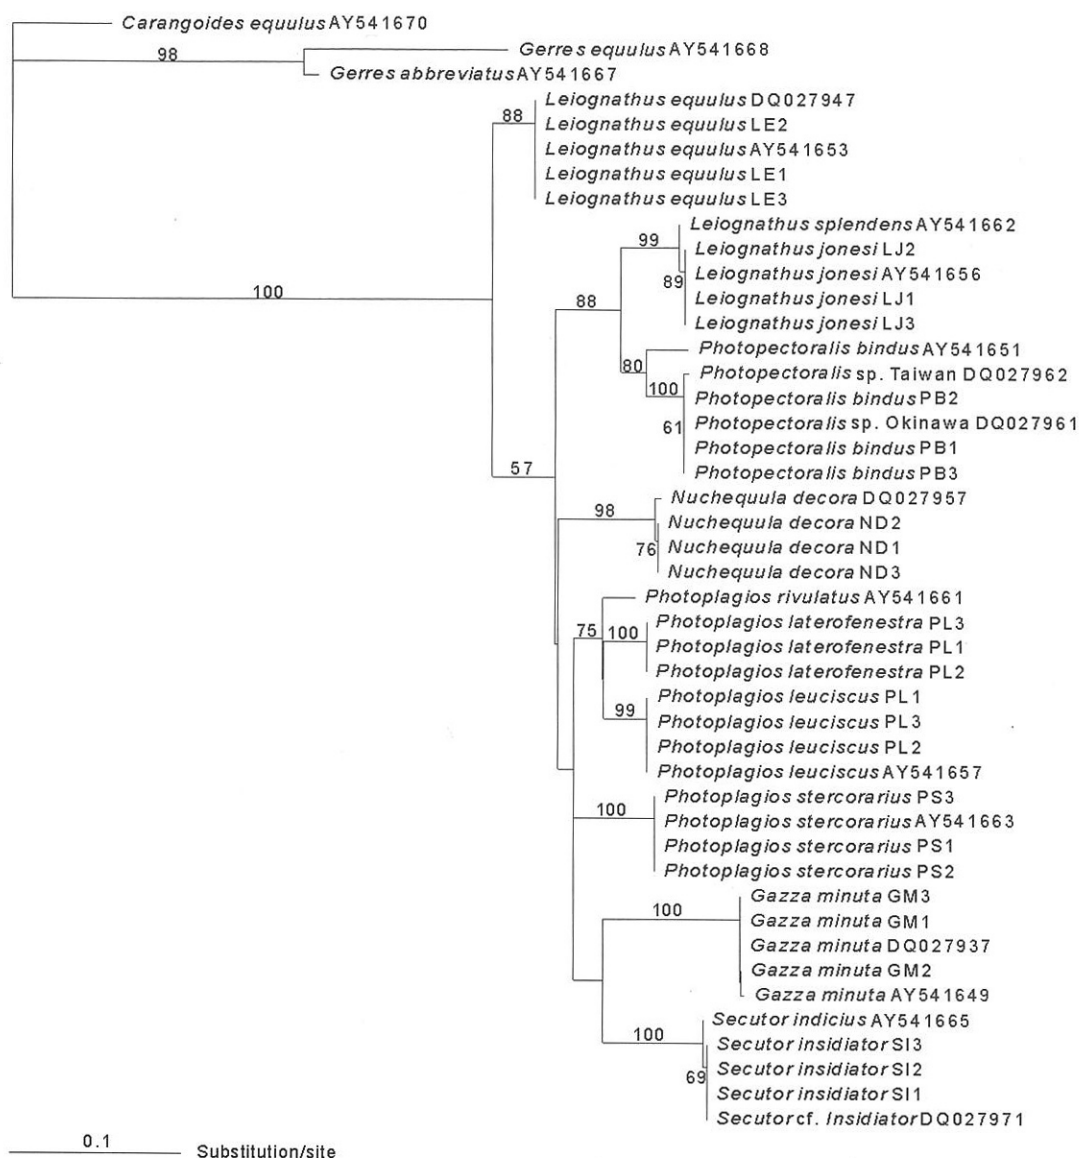 Carangoides equulus AY541670
98
Gerres equulus AY541668
Gerres abbreviatus AY541667
Leiognathus equulus DQ027947
88
Leiognathus equulus LE2
Leiognathus equulus AY541653
Leiognathus equulus LE1
Leiognathus equulus LE3
Leiognathus splendens AY541662
99
Leiognathus jonesi LJ2
Leiognathus jonesi AY541656
89
100
88
Leiognathus jonesi LJ1
Leiognathus jonesi LJ3
Photopectoralis bindus AY541651
80
Photopectoralis sp. Taiwan DQ027962
100
Photopectoralis bindus PB2
61
Photopectoralis sp. Okinawa DQ027961
Photopectoralis bindus PB1
57
Photopectoralis bindus PB3
Nuchequula decora DQ027957
98
Nuchequula decora ND2
76
Nuchequula decora ND1
Nuchequula decora ND3
Photoplagios rivulatus AY541661
Photoplagios laterofenestra PL3
75
100
Photoplagios laterofenestra PL1
Photoplagios laterofenestra PL2
Photoplagios leuciscus PL1
99
Photoplagios leuciscus PL3
Photoplagios leuciscus PL2
Photoplagios leuciscus AY541657
Photoplagios stercorarius PS3
100
Photoplagios stercorarius AY541663
Photoplagios stercorarius PS1
Photoplagios stercorarius PS2
Gazza minuta GM3
100
Gazza minuta GM1
Gazza minuta DQ027937
Gazza minuta GM2
Gazza minuta AY541649
Secutor indicius AY541665
100
Secutor insidiator SI3
Secutor insidiator SI2
69
Secutor insidiator SI1
Secutor cf. Insidiator DQ027971
0.1
Substitution/site